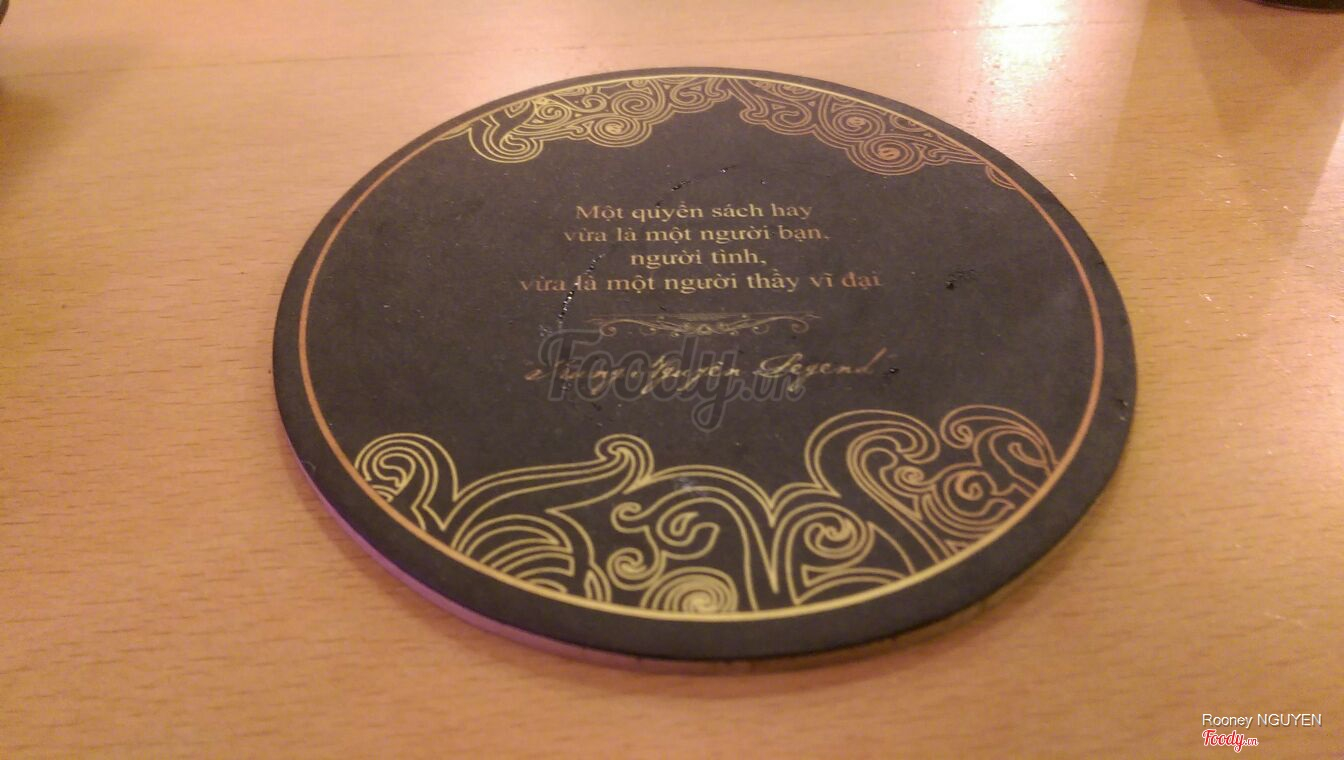 Một quyển sách hay
vừa là một người bạn,
người tình,
vừa là một người thầy vĩ đại
Trung Nguyên Legend
Foody.vn
Rooney NGUYEN
Foody.vn